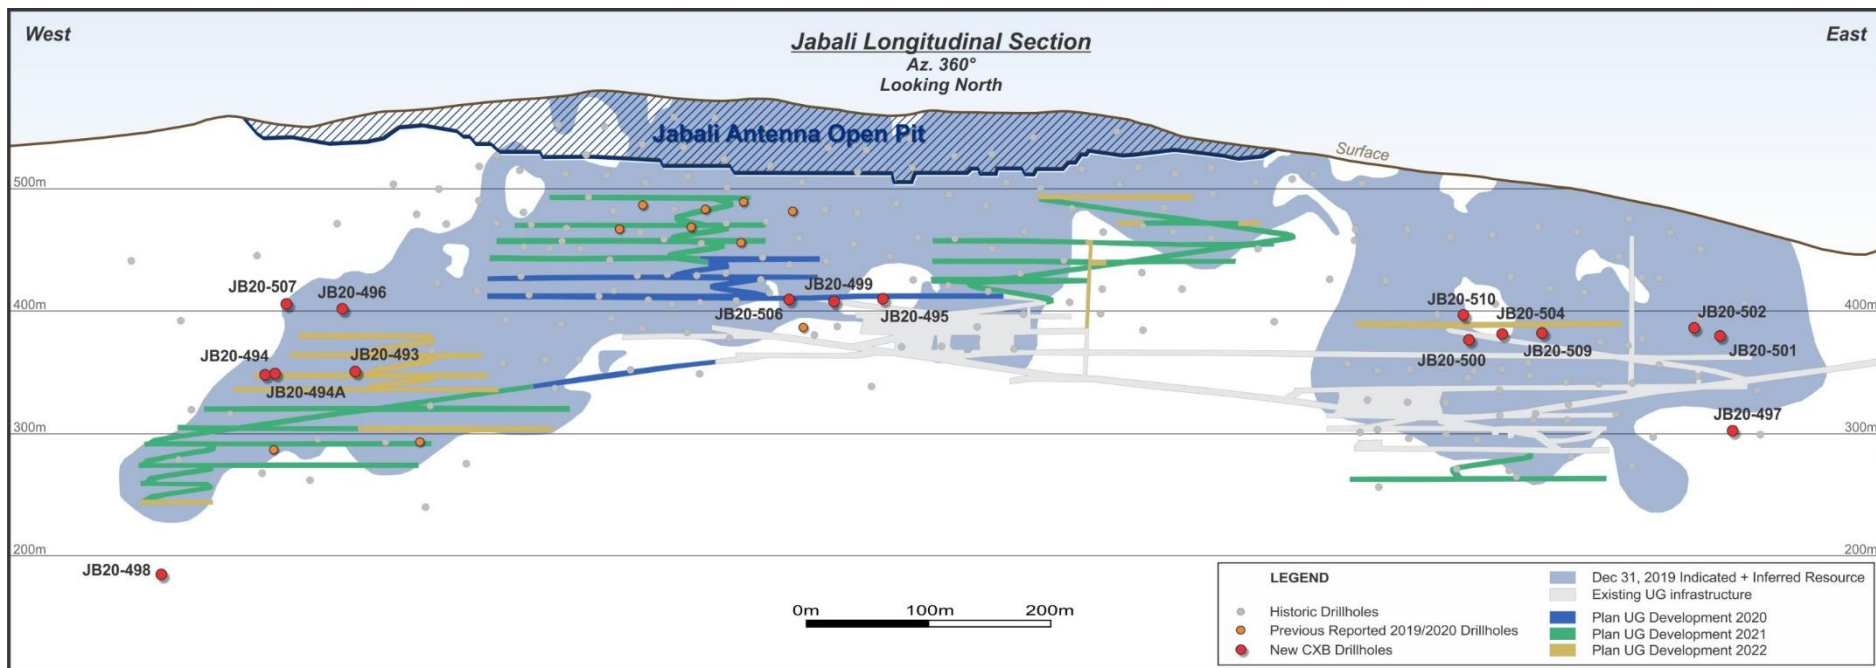 West
Jabali Longitudinal Section
East
Az. 360°
Looking North
Jabali Antenna Open Pit
Surface
500m
500m
JB20-507
JB20-496
JB20-499
JB20-510
JB20-504
JB20-502
400m
400m
JB20-506
JB20-495
JB20-494
JB20-493
JB20-500
JB20-509
JB20-501
JB20-494A
JB20-497
300m
300m
200m
200m
JB20-498
0m
100m
200m
LEGEND
Historic Drillholes
Previous Reported 2019/2020 Drillholes
New CXB Drillholes
Dec 31, 2019 Indicated + Inferred Resource
Existing UG infrastructure
Plan UG Development 2020
Plan UG Development 2021
Plan UG Development 2022